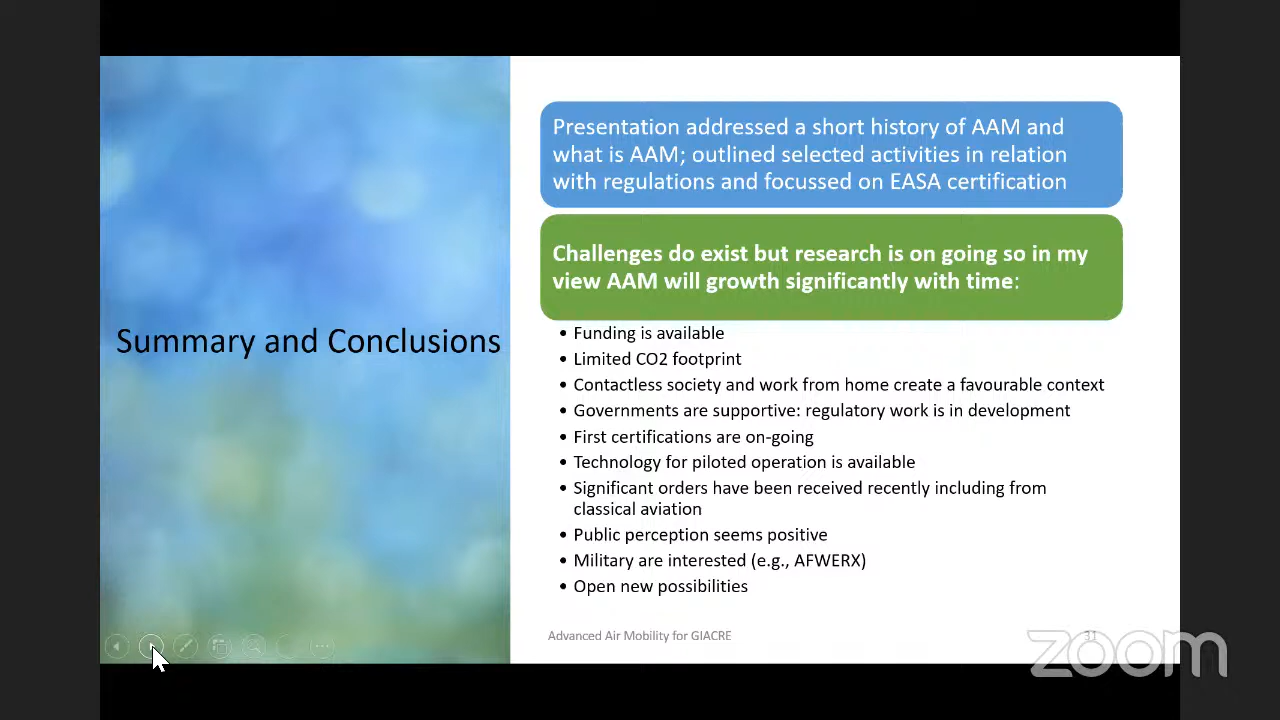 Summary and Conclusions
Presentation addressed a short history of AAM and
what is AAM; outlined selected activities in relation
with regulations and focussed on EASA certification
Challenges do exist but research is on going so in my
view AAM will growth significantly with time:
• Funding is available
• Limited CO2 footprint
• Contactless society and work from home create a favourable context
• Governments are supportive: regulatory work is in development
• First certifications are on-going
• Technology for piloted operation is available
• Significant orders have been received recently including from
classical aviation
• Public perception seems positive
• Military are interested (e.g., AFWERX)
• Open new possibilities
Advanced Air Mobility for GIACRE
31
zoom